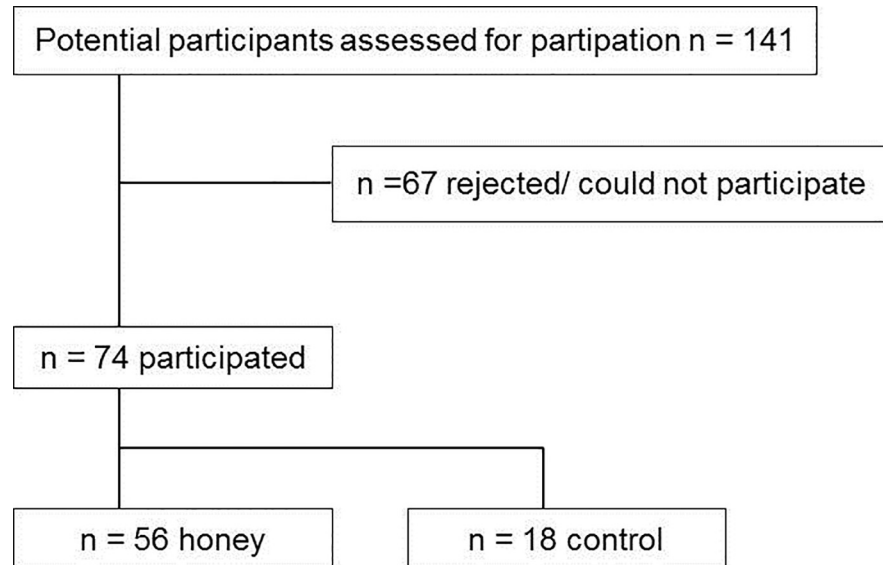 Potential participants assessed for partipation n = 141
n =67 rejected/ could not participate
n = 74 participated
n = 56 honey
n = 18 control